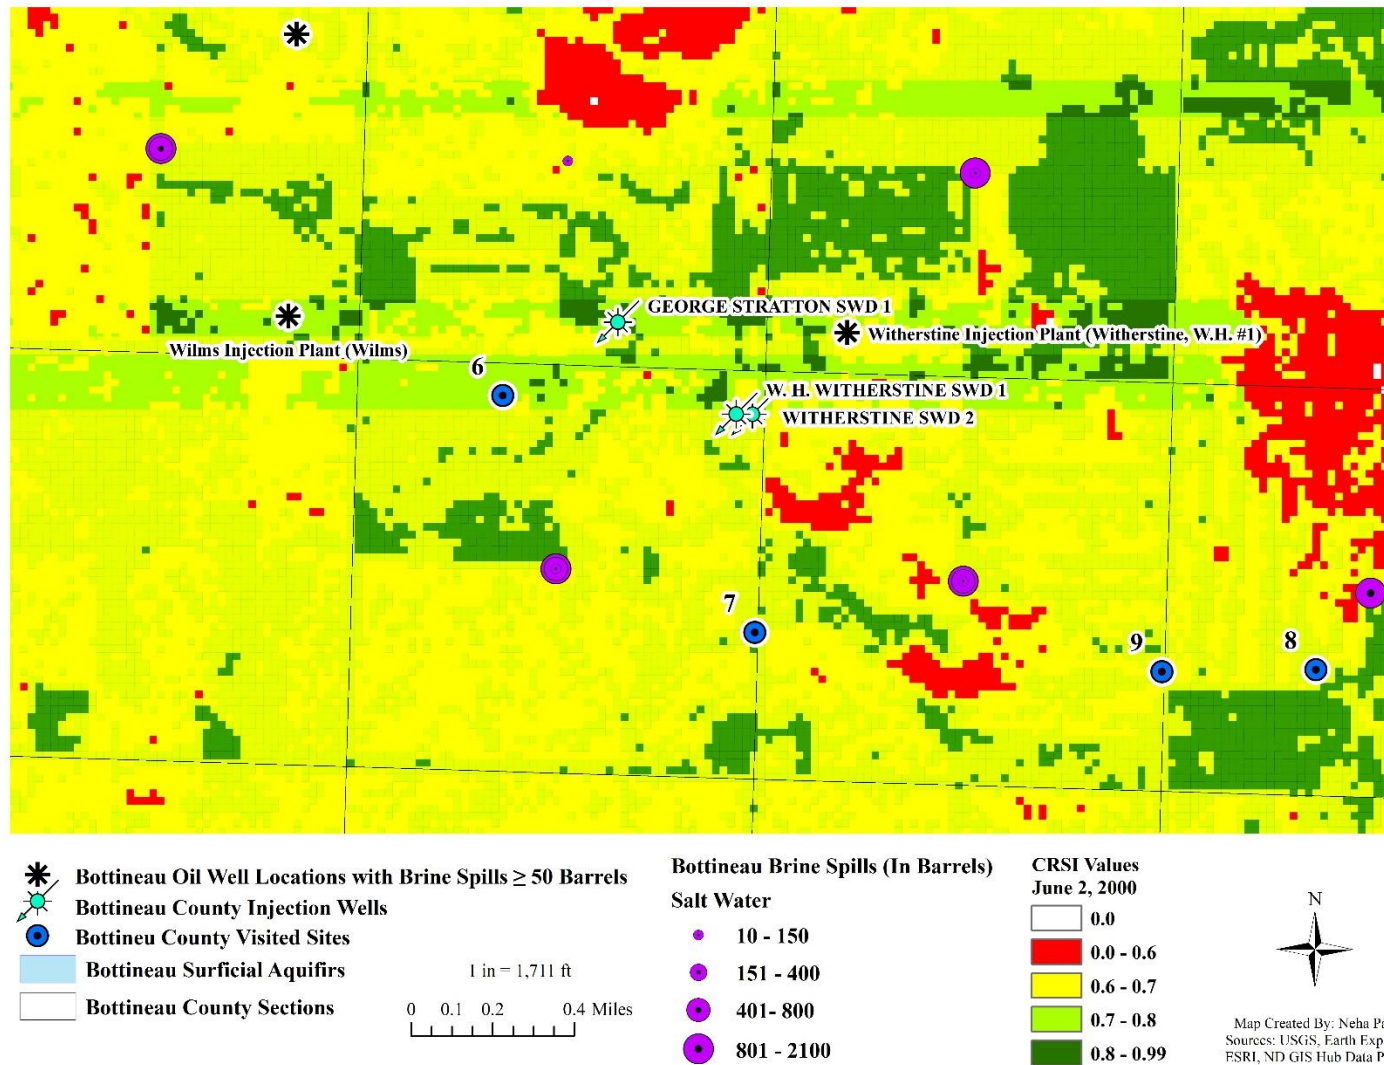 GEORGE STRATTON SWD 1
Witherstine Injection Plant (Witherstine, W.H. #1)
Wilms Injection Plant (Wilms)
6
W. H. WITHERSTINE SWD 1
WITHERSTINE SWD 2
7
9
8
Bottineau Oil Well Locations with Brine Spills ≥ 50 Barrels
Bottineau County Injection Wells
Bottineu County Visited Sites
Bottineau Surficial Aquifirs
Bottineau County Sections
1 in = 1,711 ft
0 0.1 0.2 0.4 Miles
Bottineau Brine Spills (In Barrels)
Salt Water
10 - 150
151 - 400
401- 800
801 - 2100
CRSI Values
June 2, 2000
0.0
0.0 - 0.6
0.6 - 0.7
0.7 - 0.8
0.8 - 0.99
N
Map Created By: Neha Pa
Sources: USGS, Earth Exp
ESRI, ND GIS Hub Data P